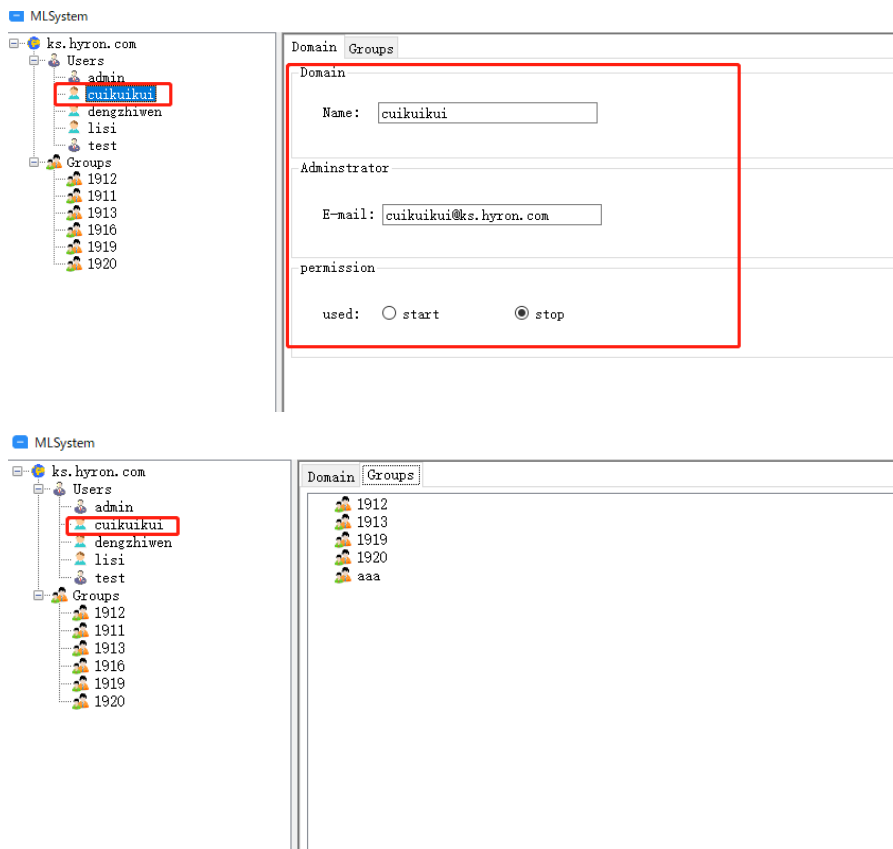 MLSystem
ks.hyron.com
Users
admin
cuikuikui
dengzhiwen
lisi
test
Groups
1912
1911
1913
1916
1919
1920
Domain Groups
Domain
Name: cuikuikui
Adminstrator
E-mail: cuikuikui@ks.hyron.com
permission
used: start stop
MLSystem
ks.hyron.com
Users
admin
cuikuikui
dengzhiwen
lisi
test
Groups
1912
1911
1913
1916
1919
1920
Domain Groups
1912
1913
1919
1920
aaa